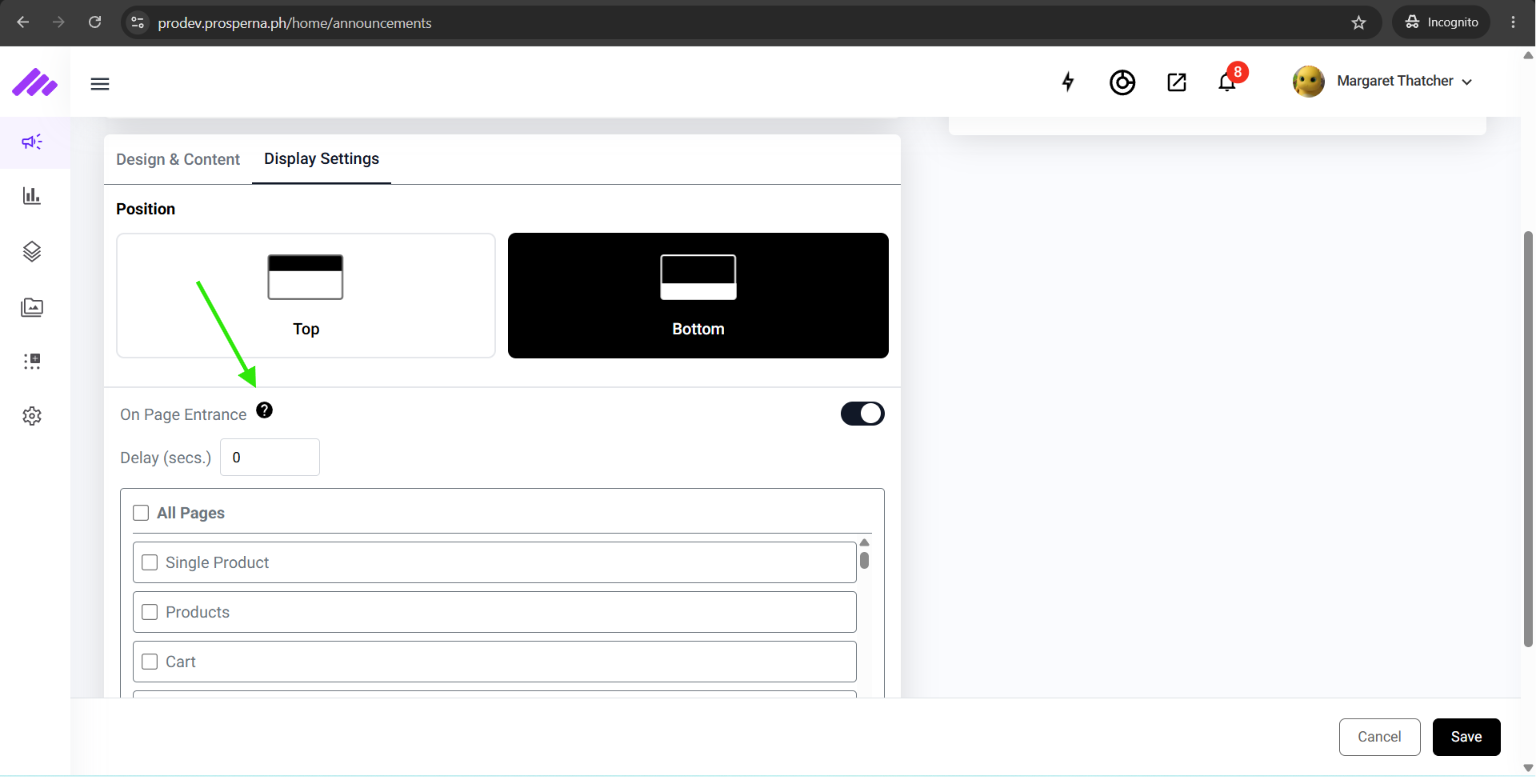 prodev.prosperna.ph/home/announcements
Incognito
8
Margaret Thatcher
Design & Content
Display Settings
Position
Top
Bottom
On Page Entrance ?
Delay (secs.) 0
All Pages
Single Product
Products
Cart
Cancel
Save